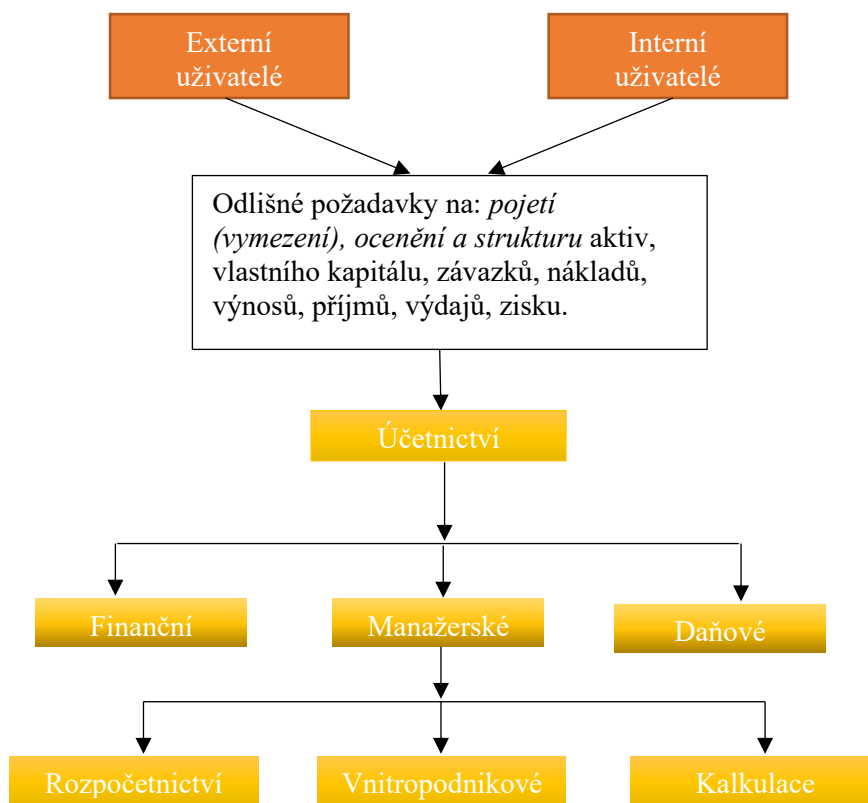 Externí
uživatelé
Interní
uživatelé
Odlišné požadavky na: pojetí
(vymezení), ocenění a strukturu aktiv,
vlastního kapitálu, závazků, nákladů,
výnosů, příjmů, výdajů, zisku.
Účetnictví
Finanční
Manažerské
Daňové
Rozpočetnictví
Vnitropodnikové
Kalkulace